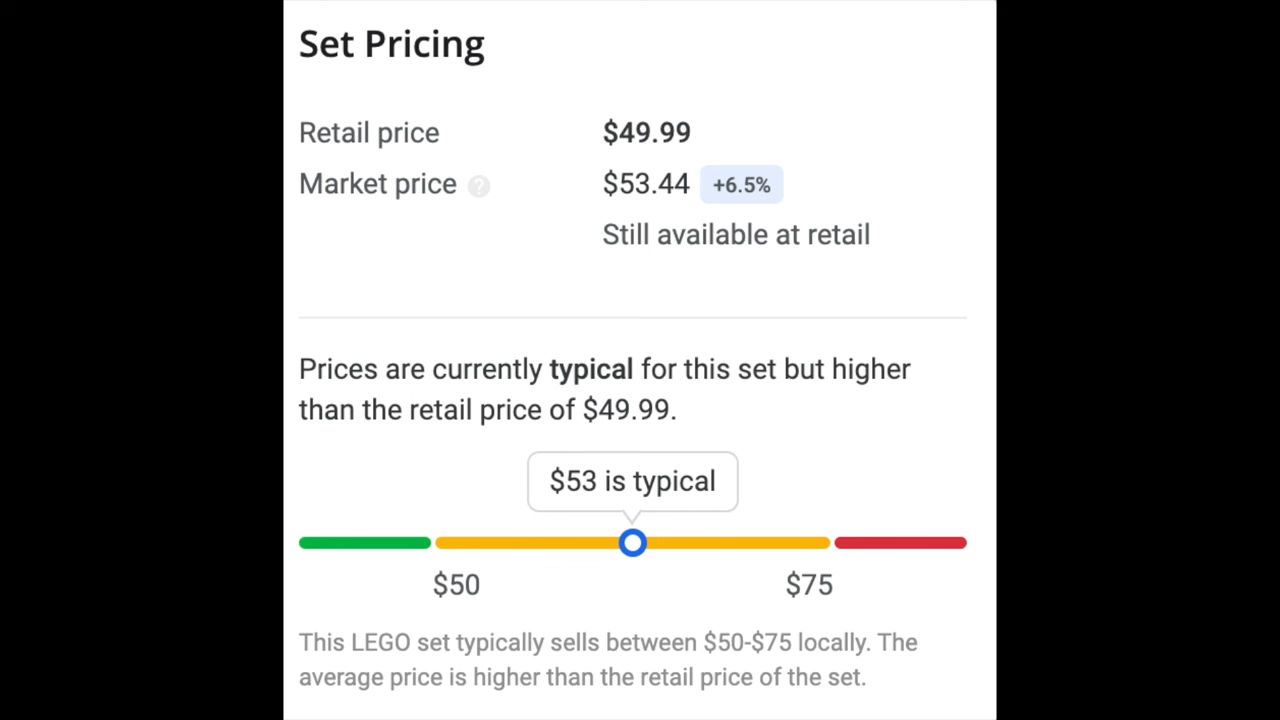 Set Pricing
Retail price $49.99
Market price ? $53.44 +6.5%
Still available at retail
Prices are currently typical for this set but higher
than the retail price of $49.99.
$53 is typical
$50 $75
This LEGO set typically sells between $50-$75 locally. The
average price is higher than the retail price of the set.